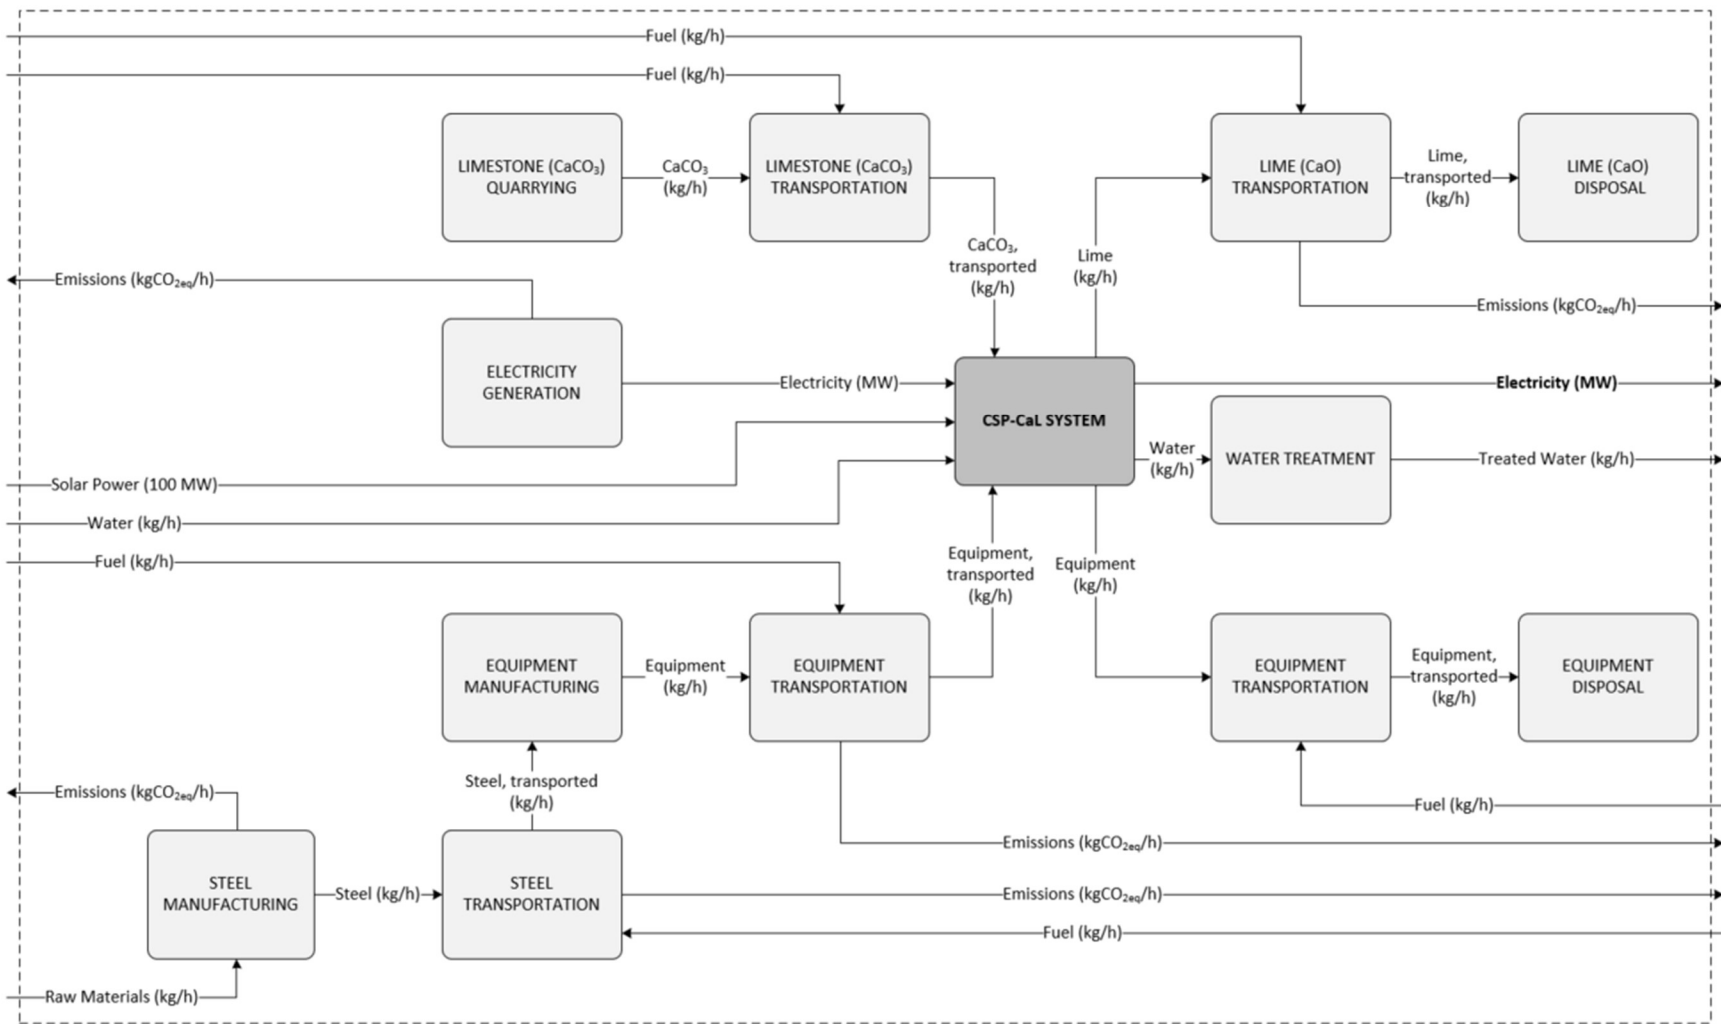 Fuel (kg/h)
Fuel (kg/h)
LIMESTONE (CaCO₃)
QUARRYING
CaCO₃
(kg/h)
LIMESTONE (CaCO₃)
TRANSPORTATION
LIME (CaO)
TRANSPORTATION
Lime,
transported
(kg/h)
LIME (CaO)
DISPOSAL
CaCO₃,
transported
(kg/h)
Lime
(kg/h)
Emissions (kgCO₂eq/h)
Emissions (kgCO₂eq/h)
ELECTRICITY
GENERATION
Electricity (MW)
CSP-CaL SYSTEM
Electricity (MW)
Water
(kg/h)
WATER TREATMENT
Treated Water (kg/h)
Solar Power (100 MW)
Water (kg/h)
Fuel (kg/h)
Equipment,
transported
(kg/h)
Equipment
(kg/h)
EQUIPMENT
MANUFACTURING
Equipment
(kg/h)
EQUIPMENT
TRANSPORTATION
EQUIPMENT
TRANSPORTATION
Equipment,
transported
(kg/h)
EQUIPMENT
DISPOSAL
Steel, transported
(kg/h)
Emissions (kgCO₂eq/h)
Fuel (kg/h)
Emissions (kgCO₂eq/h)
STEEL
MANUFACTURING
Steel (kg/h)
STEEL
TRANSPORTATION
Emissions (kgCO₂eq/h)
Fuel (kg/h)
Raw Materials (kg/h)